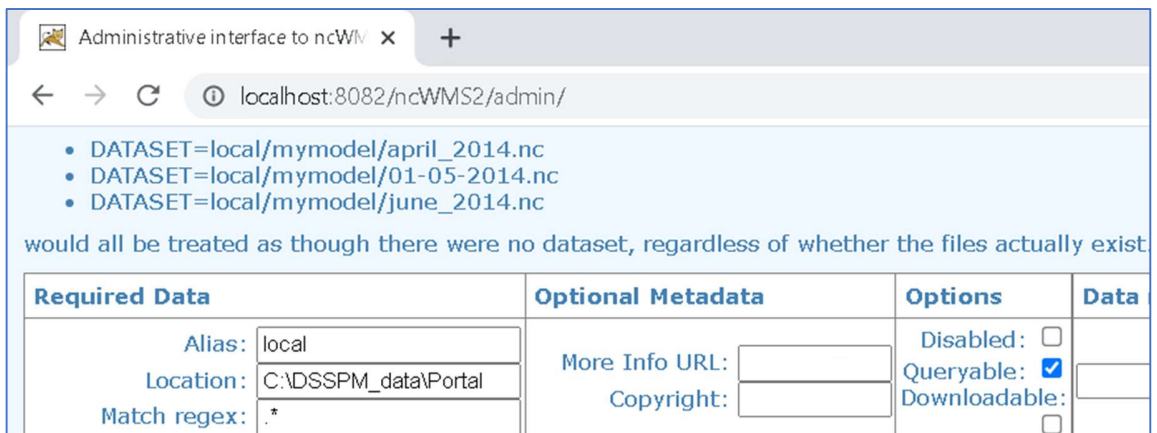 Administrative interface to ncWM
localhost:8082/ncWMS2/admin/
• DATASET=local/mymodel/april_2014.nc
• DATASET=local/mymodel/01-05-2014.nc
• DATASET=local/mymodel/june_2014.nc
would all be treated as though there were no dataset, regardless of whether the files actually exist.
Required Data Optional Metadata Options Data
Alias: local
Location: C:\DSSPM_data\Portal
Match regex: .*
More Info URL:
Copyright:
Disabled:
Queryable:
Downloadable: